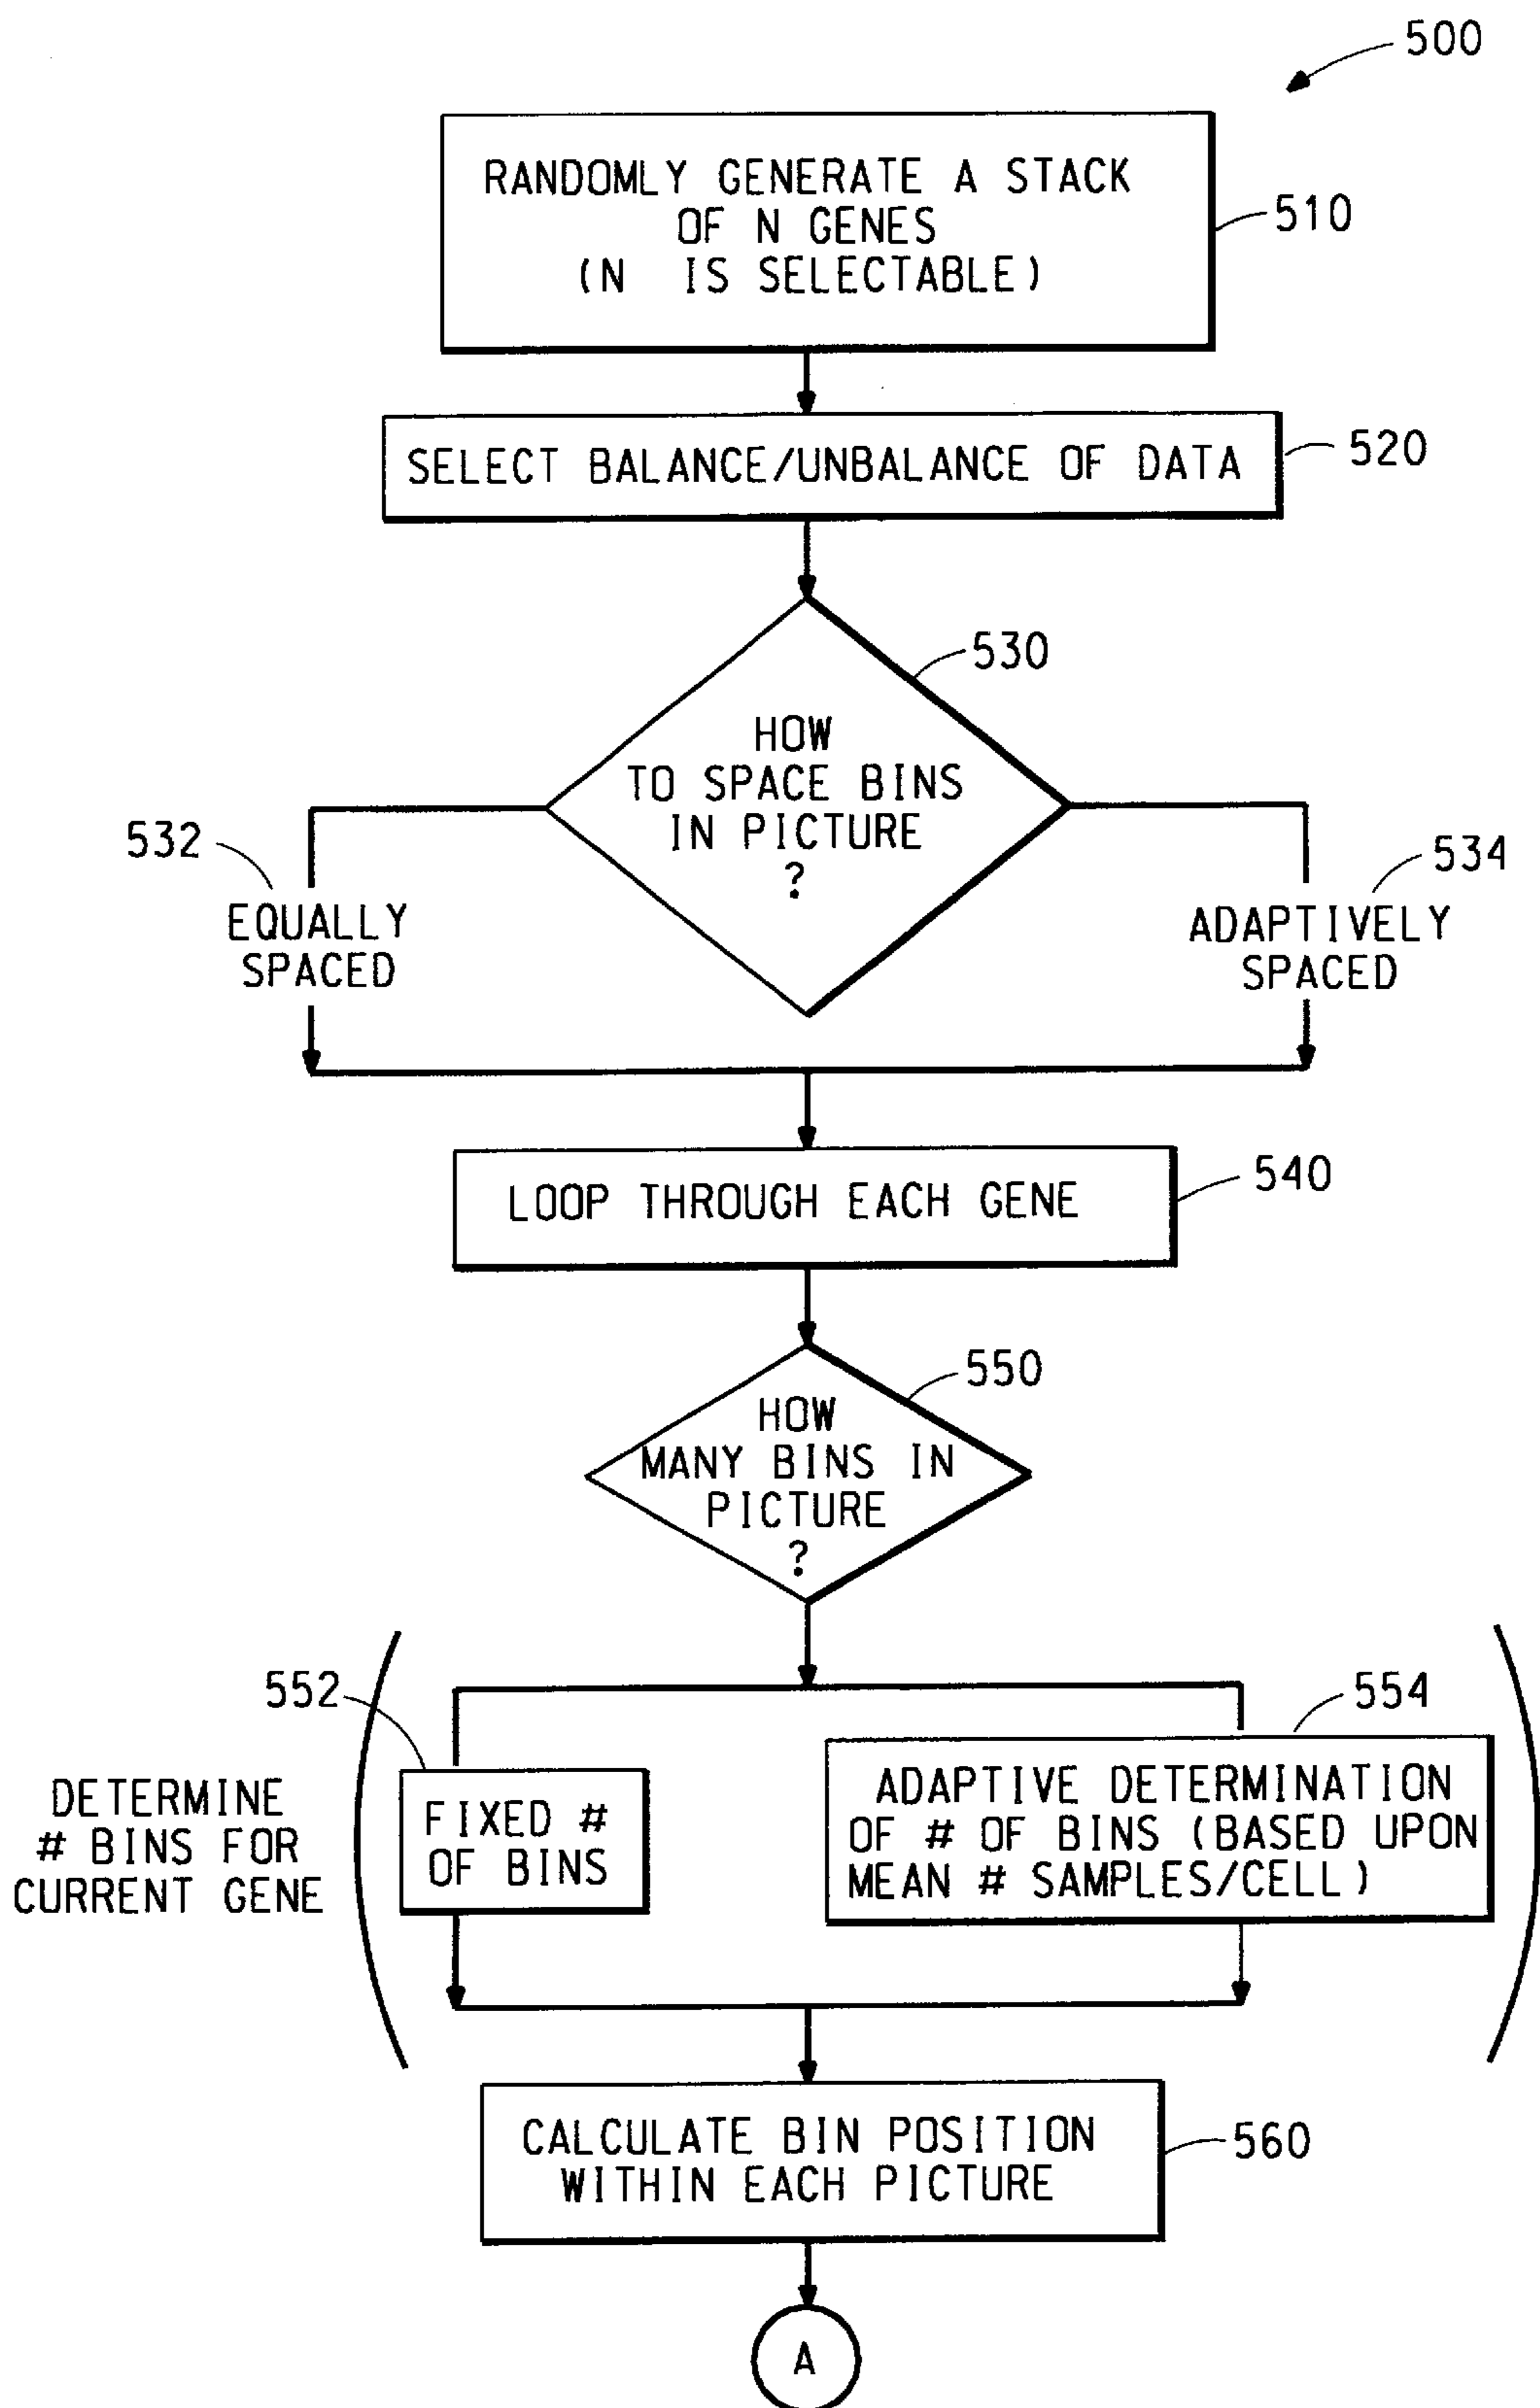 500
RANDOMLY GENERATE A STACK
OF N GENES
(N IS SELECTABLE)
510
SELECT BALANCE/UNBALANCE OF DATA
520
530
HOW
TO SPACE BINS
IN PICTURE
?
532
EQUALLY
SPACED
534
ADAPTIVELY
SPACED
LOOP THROUGH EACH GENE
540
550
HOW
MANY BINS IN
PICTURE
?
552
554
DETERMINE
# BINS FOR
CURRENT GENE
FIXED #
OF BINS
ADAPTIVE DETERMINATION
OF # OF BINS (BASED UPON
MEAN # SAMPLES/CELL)
CALCULATE BIN POSITION
WITHIN EACH PICTURE
560
A